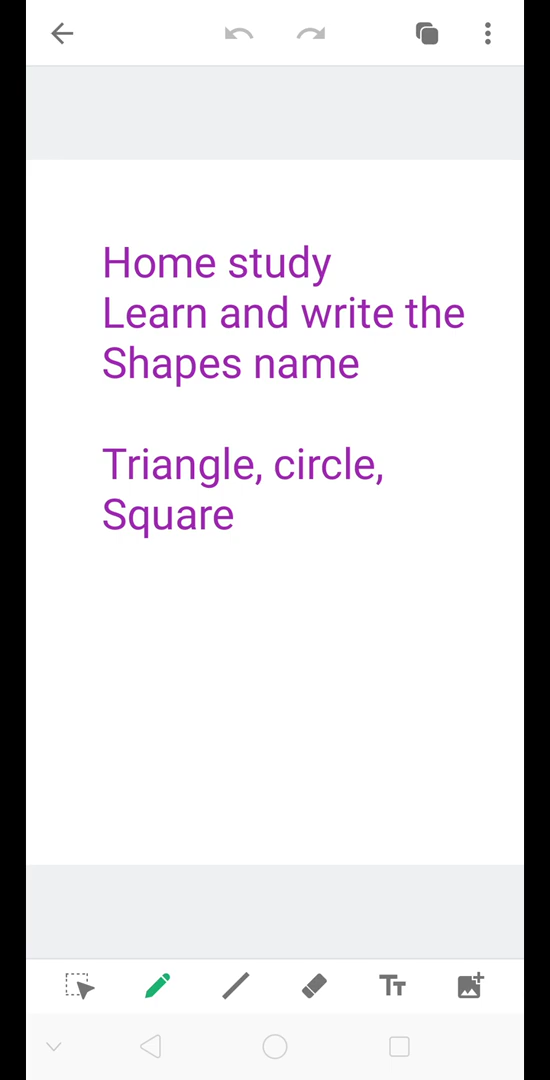 Home study
Learn and write the
Shapes name
Triangle, circle,
Square